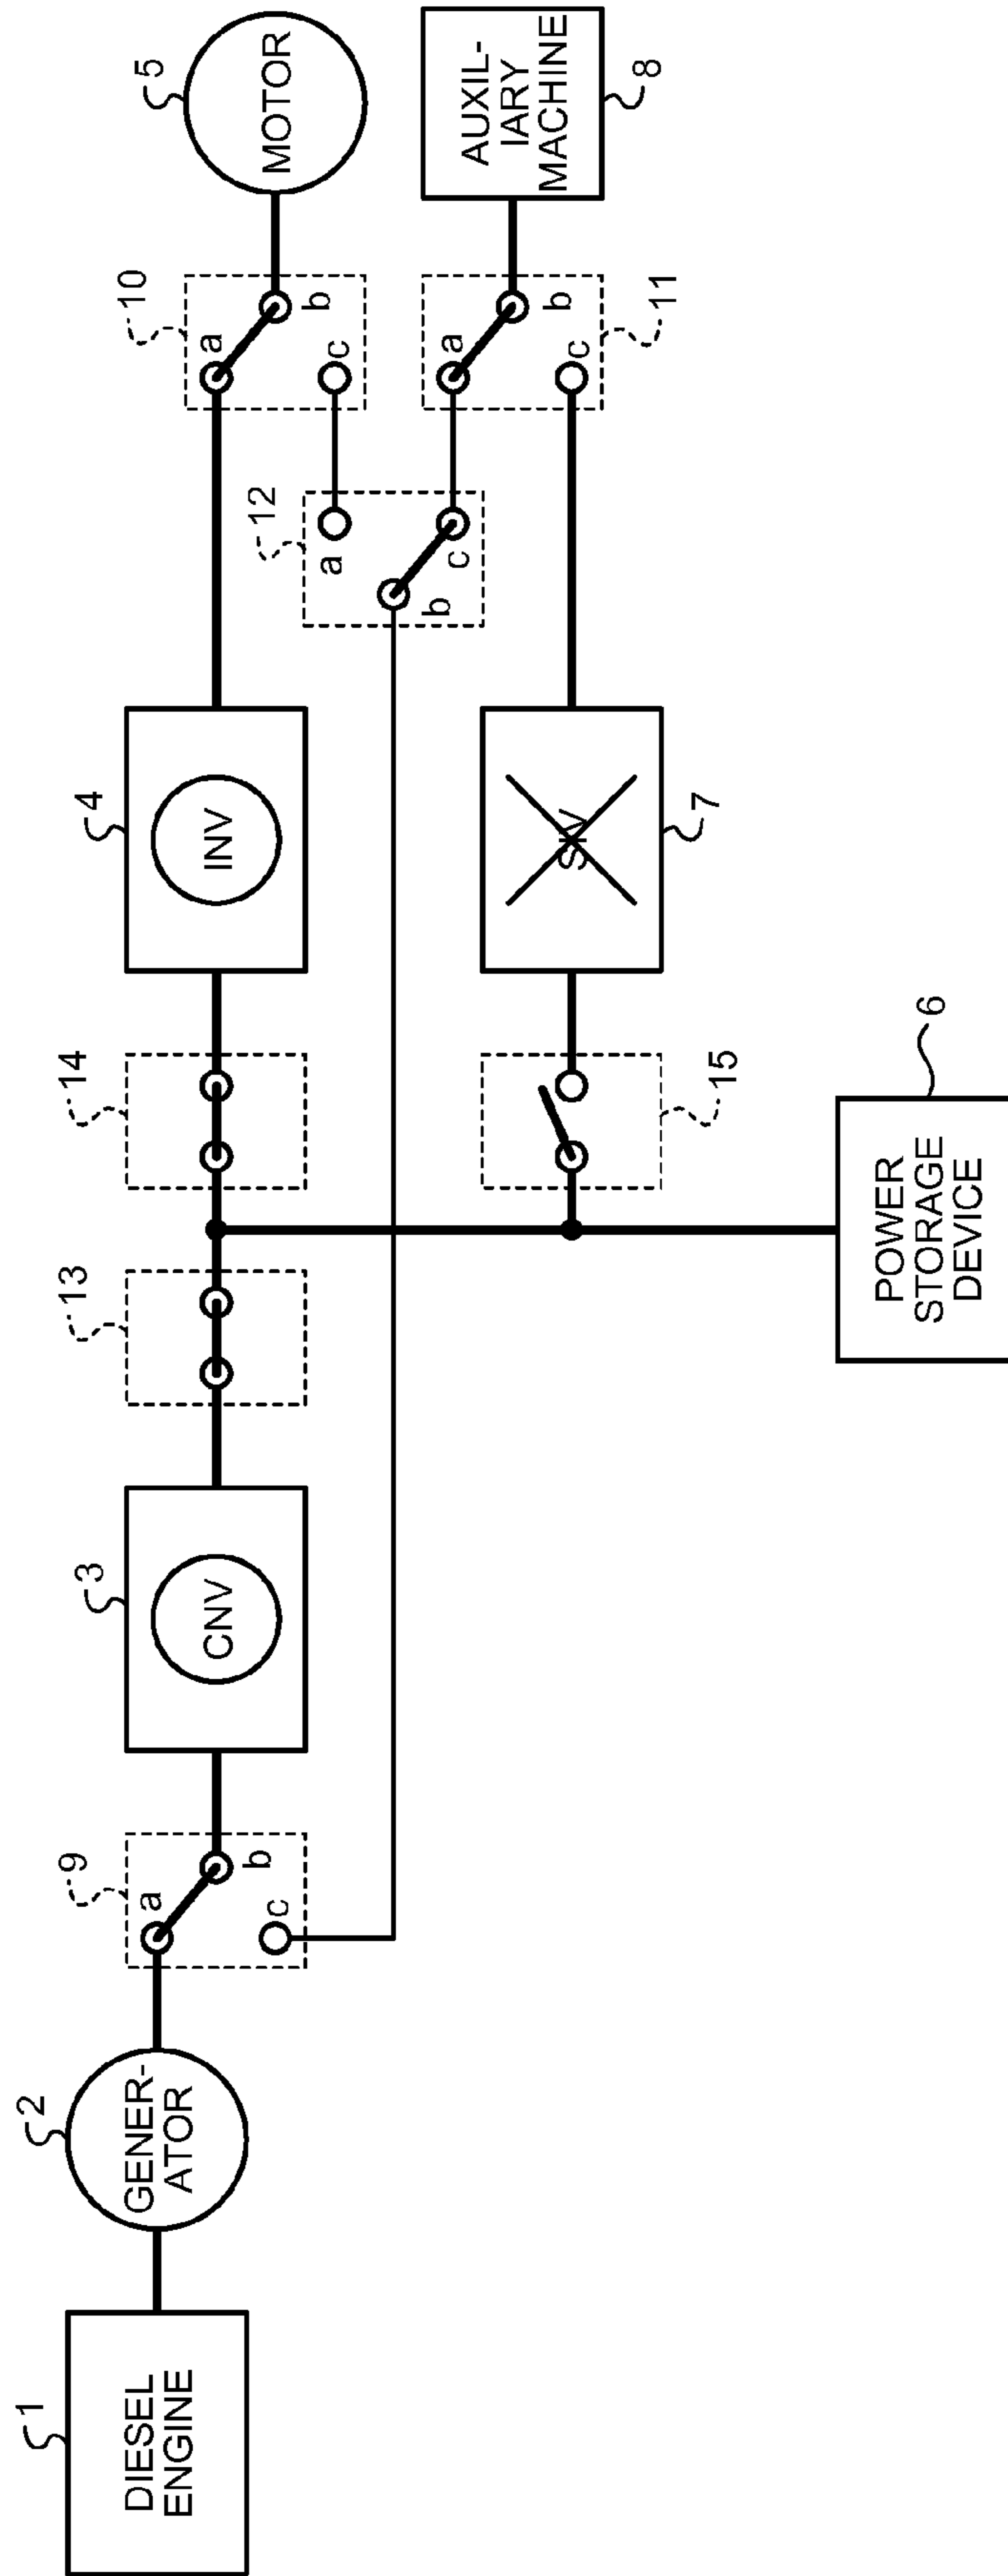 1
DIESEL
ENGINE
2
GENER-
ATOR
9
a
b
c
3
CNV
13
14
4
INV
10
a
b
c
5
MOTOR
12
a
b
c
11
a
b
c
AUXIL-
IARY
MACHINE
8
15
SIV
7
POWER
STORAGE
DEVICE
6